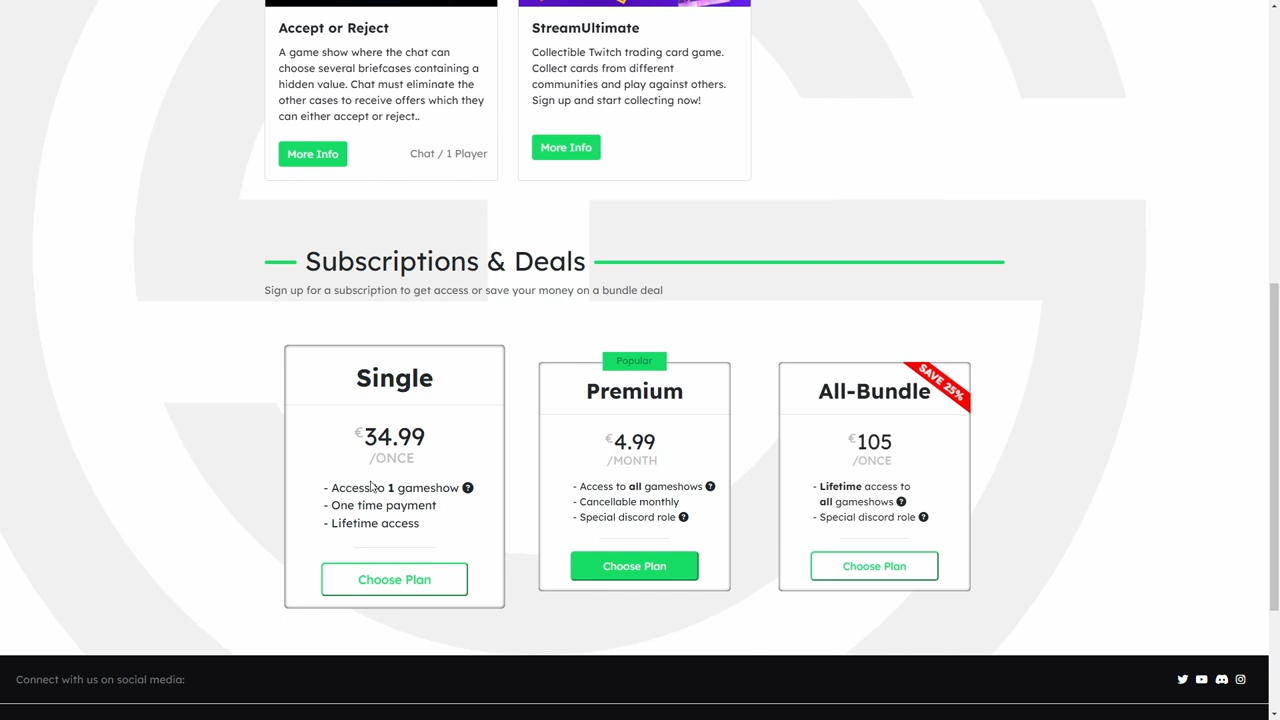 Accept or Reject
A game show where the chat can
choose several briefcases containing a
hidden value. Chat must eliminate the
other cases to receive offers which they
can either accept or reject..
More Info
Chat / 1 Player
StreamUltimate
Collectible Twitch trading card game.
Collect cards from different
communities and play against others.
Sign up and start collecting now!
More Info
Subscriptions & Deals
Sign up for a subscription to get access or save your money on a bundle deal
Single
€34.99
/ONCE
- Access to 1 gameshow ?
- One time payment
- Lifetime access
Choose Plan
Popular
Premium
€4.99
/MONTH
- Access to all gameshows ?
- Cancellable monthly
- Special discord role ?
Choose Plan
SAVE 25%
All-Bundle
€105
/ONCE
- Lifetime access to
all gameshows ?
- Special discord role ?
Choose Plan
Connect with us on social media: